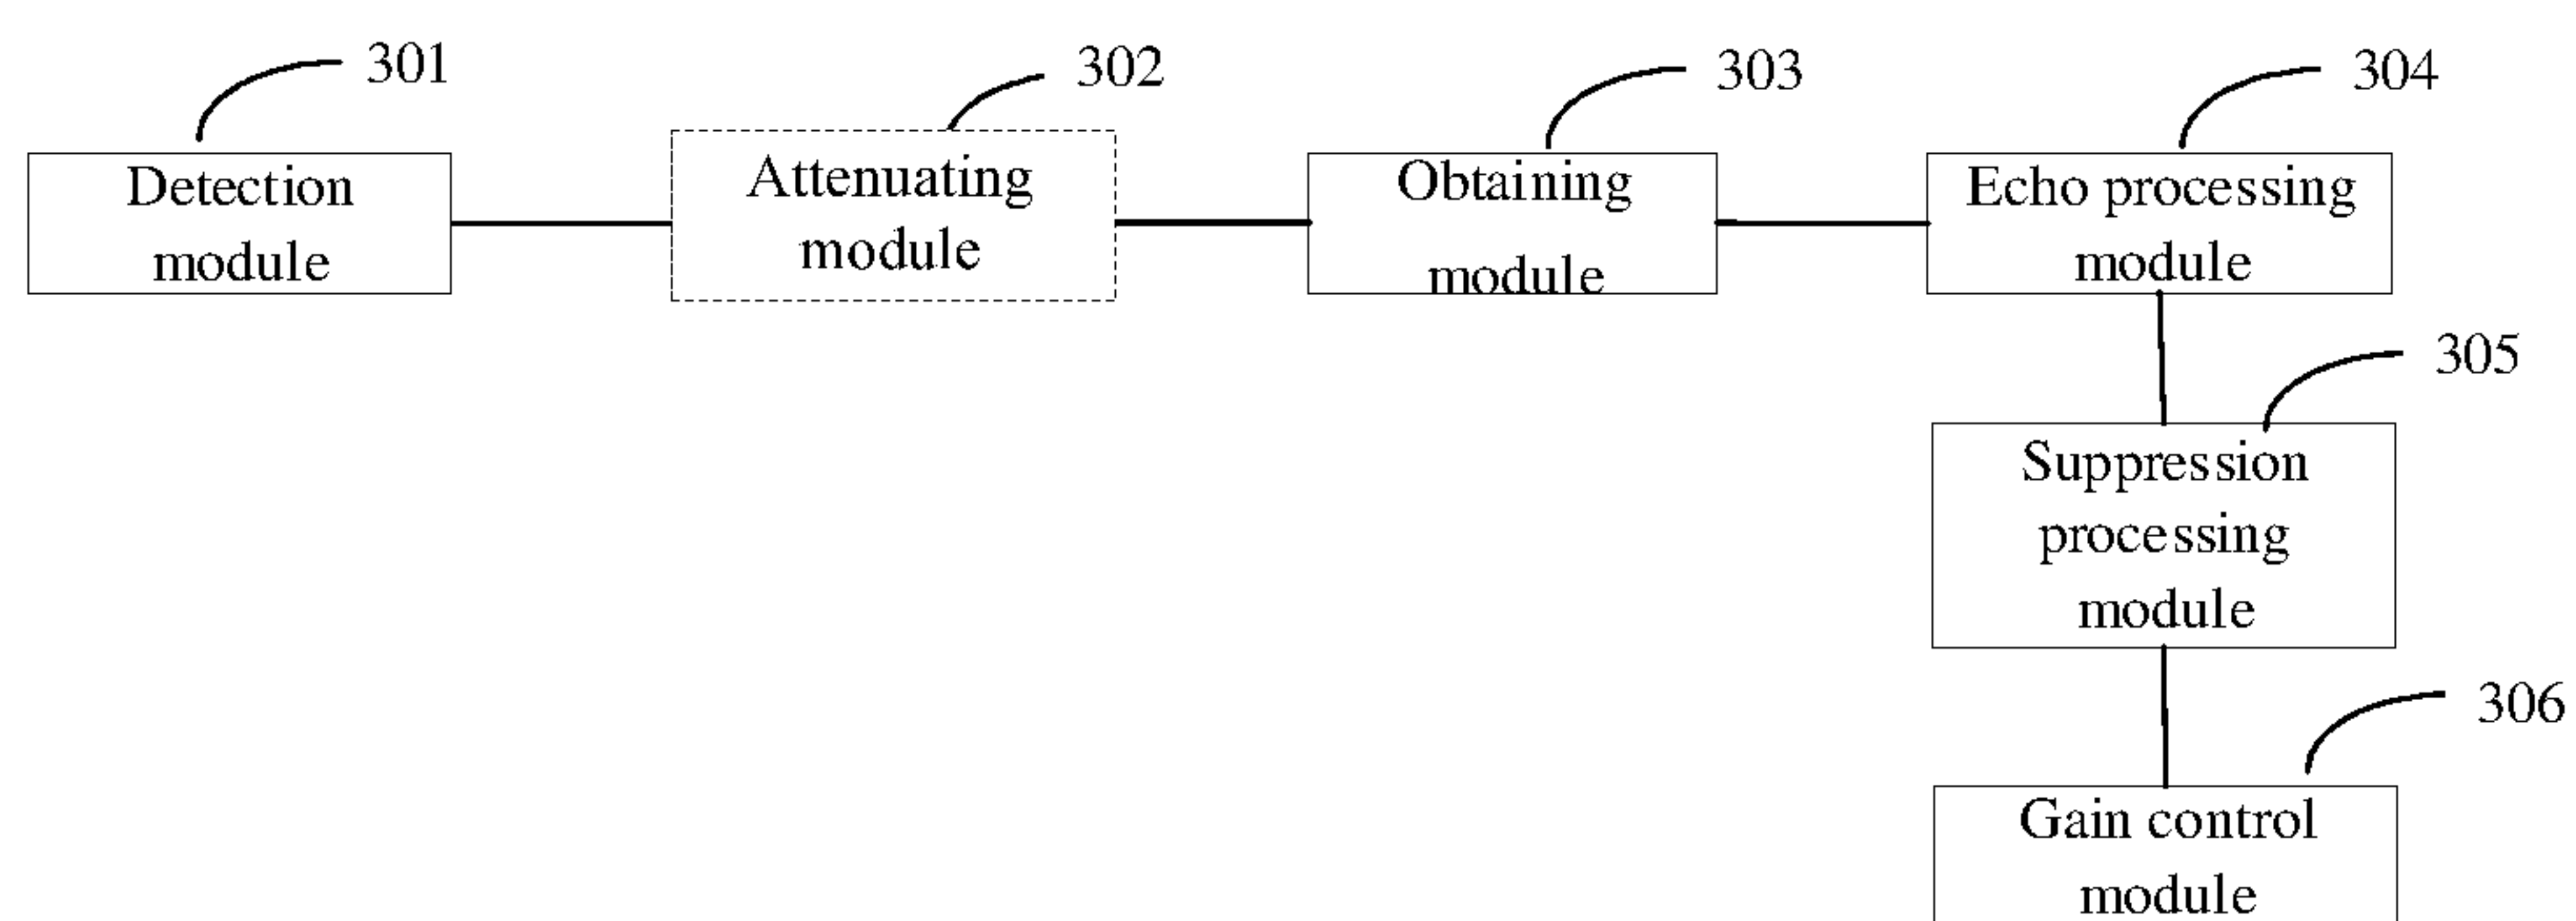 301
302
303
304
Detection
module
Attenuating
module
Obtaining
module
Echo processing
module
305
Suppression
processing
module
306
Gain control
module